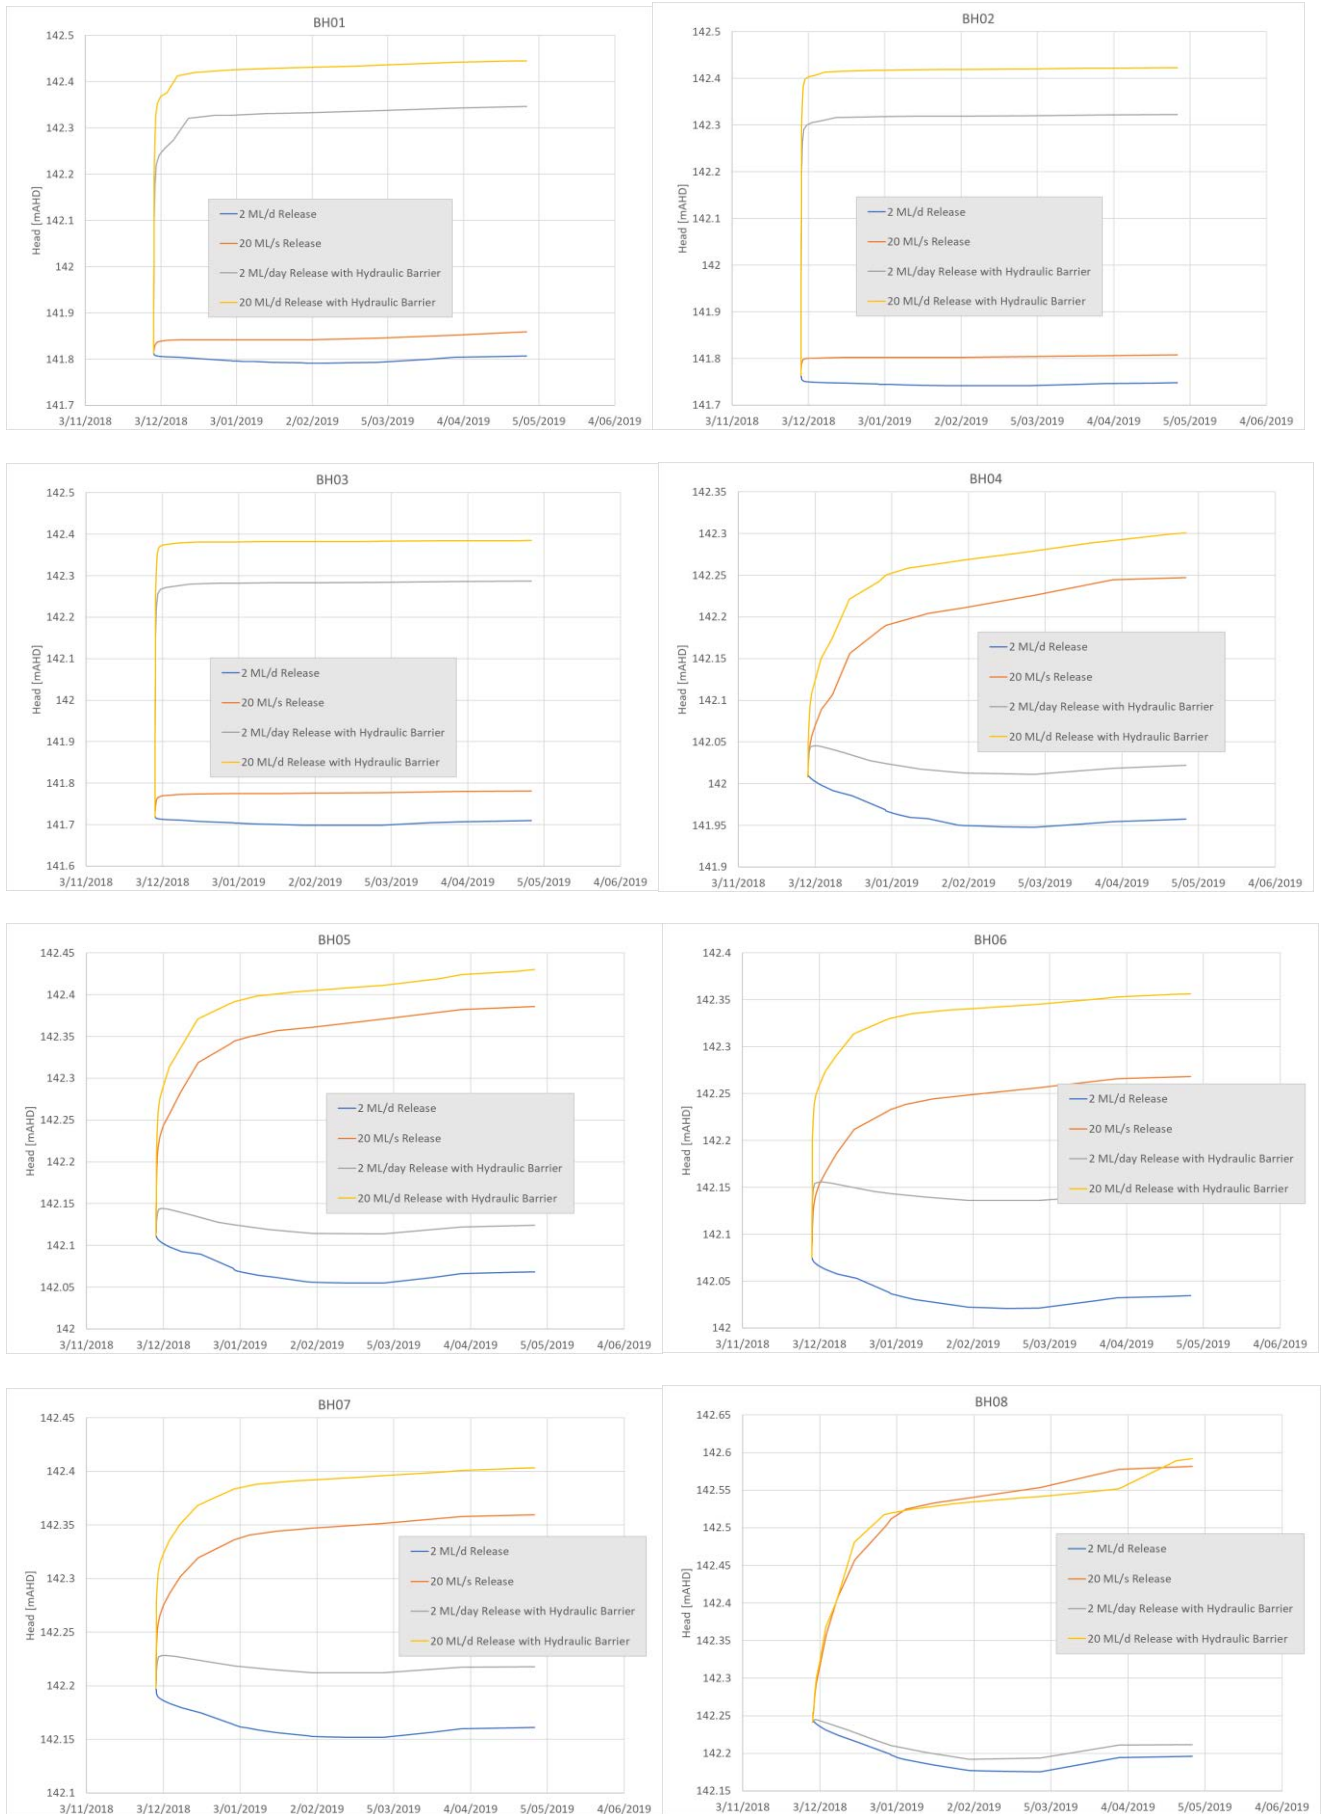 BH01
142.5
142.4
142.3
142.2
142.1
142
141.9
141.8
141.7
Head [mAHD]
3/11/2018 3/12/2018 3/01/2019 2/02/2019 5/03/2019 4/04/2019 5/05/2019 4/06/2019
2 ML/d Release
20 ML/s Release
2 ML/day Release with Hydraulic Barrier
20 ML/d Release with Hydraulic Barrier
BH02
142.5
142.4
142.3
142.2
142.1
142
141.9
141.8
141.7
Head [mAHD]
3/11/2018 3/12/2018 3/01/2019 2/02/2019 5/03/2019 4/04/2019 5/05/2019 4/06/2019
2 ML/d Release
20 ML/s Release
2 ML/day Release with Hydraulic Barrier
20 ML/d Release with Hydraulic Barrier
BH03
142.5
142.4
142.3
142.2
142.1
142
141.9
141.8
141.7
141.6
Head [mAHD]
3/11/2018 3/12/2018 3/01/2019 2/02/2019 5/03/2019 4/04/2019 5/05/2019 4/06/2019
2 ML/d Release
20 ML/s Release
2 ML/day Release with Hydraulic Barrier
20 ML/d Release with Hydraulic Barrier
BH04
142.35
142.3
142.25
142.2
142.15
142.1
142.05
142
141.95
141.9
Head [mAHD]
3/11/2018 3/12/2018 3/01/2019 2/02/2019 5/03/2019 4/04/2019 5/05/2019 4/06/2019
2 ML/d Release
20 ML/s Release
2 ML/day Release with Hydraulic Barrier
20 ML/d Release with Hydraulic Barrier
BH05
142.45
142.4
142.35
142.3
142.25
142.2
142.15
142.1
142.05
142
Head [mAHD]
3/11/2018 3/12/2018 3/01/2019 2/02/2019 5/03/2019 4/04/2019 5/05/2019 4/06/2019
2 ML/d Release
20 ML/s Release
2 ML/day Release with Hydraulic Barrier
20 ML/d Release with Hydraulic Barrier
BH06
142.4
142.35
142.3
142.25
142.2
142.15
142.1
142.05
142
Head [mAHD]
3/11/2018 3/12/2018 3/01/2019 2/02/2019 5/03/2019 4/04/2019 5/05/2019 4/06/2019
2 ML/d Release
20 ML/s Release
2 ML/day Release with Hydraulic Barrier
20 ML/d Release with Hydraulic Barrier
BH07
142.45
142.4
142.35
142.3
142.25
142.2
142.15
142.1
Head [mAHD]
3/11/2018 3/12/2018 3/01/2019 2/02/2019 5/03/2019 4/04/2019 5/05/2019 4/06/2019
2 ML/d Release
20 ML/s Release
2 ML/day Release with Hydraulic Barrier
20 ML/d Release with Hydraulic Barrier
BH08
142.65
142.6
142.55
142.5
142.45
142.4
142.35
142.3
142.25
142.2
142.15
Head [mAHD]
3/11/2018 3/12/2018 3/01/2019 2/02/2019 5/03/2019 4/04/2019 5/05/2019 4/06/2019
2 ML/d Release
20 ML/s Release
2 ML/day Release with Hydraulic Barrier
20 ML/d Release with Hydraulic Barrier